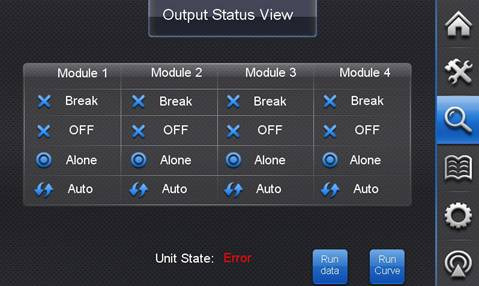 Output Status View
Module 1 Module 2 Module 3 Module 4
Break Break Break Break
OFF OFF OFF OFF
Alone Alone Alone Alone
Auto Auto Auto Auto
Unit State: Error
Run data
Run Curve